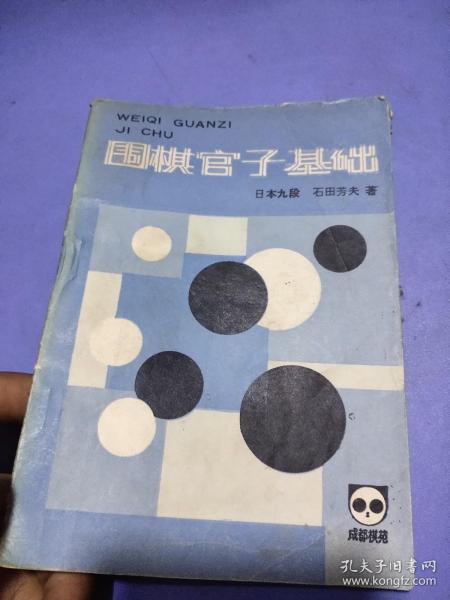 WEIQI GUANZI
JI CHU
围棋官子基础
日本九段 石田芳夫 著
成都棋苑
孔夫子旧书网
www.kongfz.com